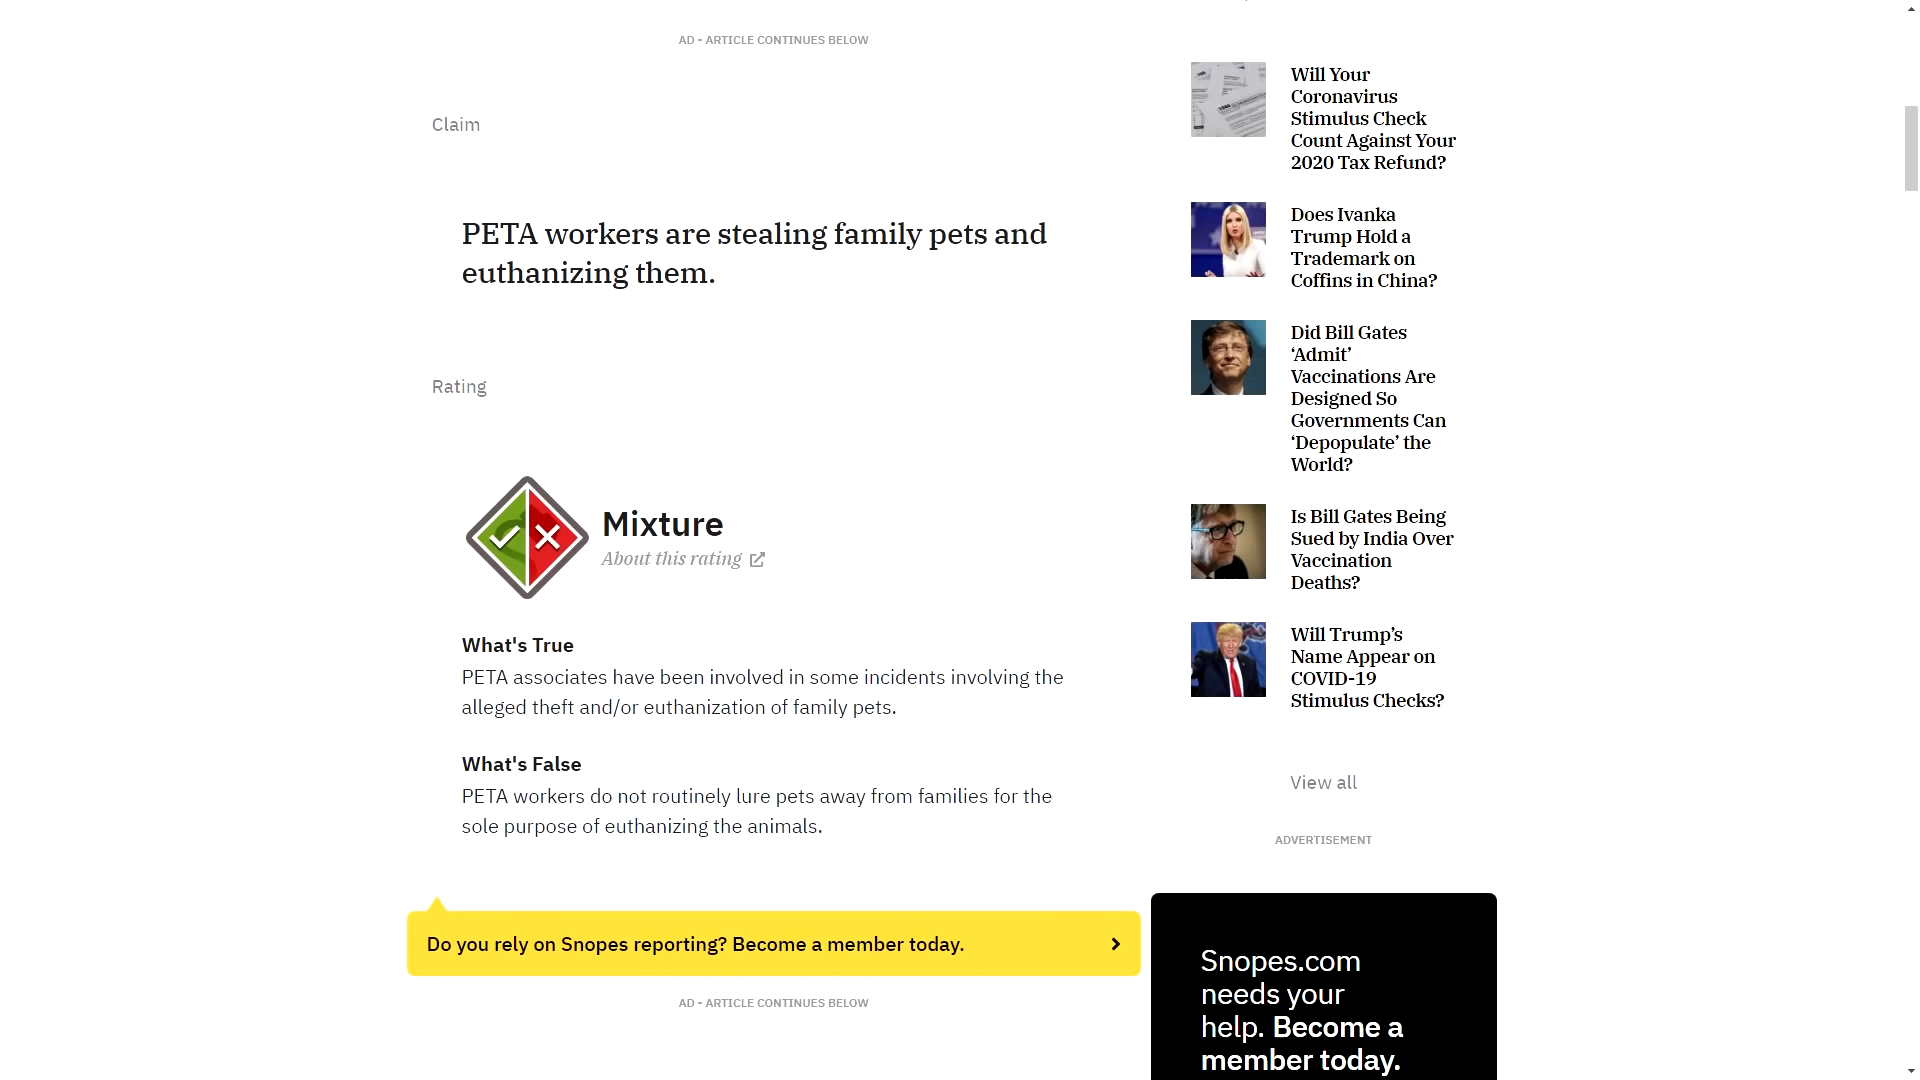 AD - ARTICLE CONTINUES BELOW
Claim
PETA workers are stealing family pets and
euthanizing them.
Rating
Mixture
About this rating
What's True
PETA associates have been involved in some incidents involving the
alleged theft and/or euthanization of family pets.
What's False
PETA workers do not routinely lure pets away from families for the
sole purpose of euthanizing the animals.
Do you rely on Snopes reporting? Become a member today.
AD - ARTICLE CONTINUES BELOW
Will Your
Coronavirus
Stimulus Check
Count Against Your
2020 Tax Refund?
Does Ivanka
Trump Hold a
Trademark on
Coffins in China?
Did Bill Gates
‘Admit’
Vaccinations Are
Designed So
Governments Can
‘Depopulate’ the
World?
Is Bill Gates Being
Sued by India Over
Vaccination
Deaths?
Will Trump’s
Name Appear on
COVID-19
Stimulus Checks?
View all
ADVERTISEMENT
Snopes.com
needs your
help. Become a
member today.